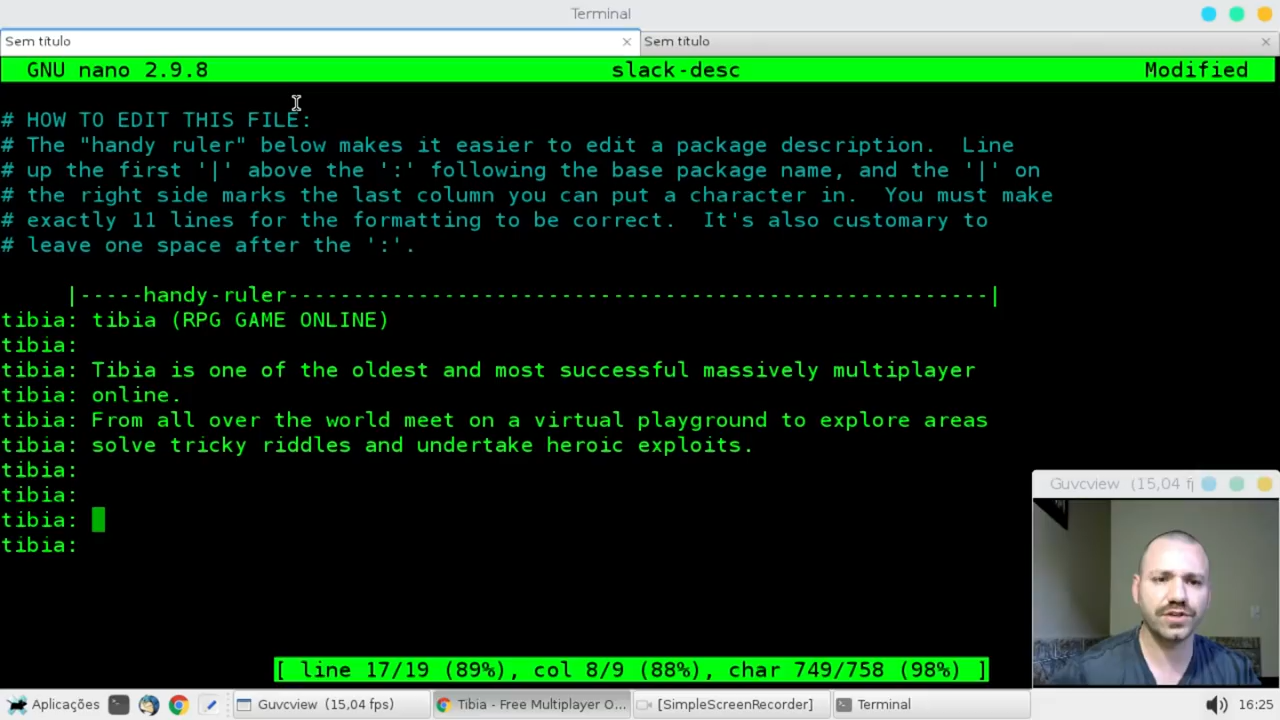 Terminal
Sem título
Sem título
GNU nano 2.9.8 slack-desc Modified
# HOW TO EDIT THIS FILE:
# The "handy ruler" below makes it easier to edit a package description.  Line
# up the first '|' above the ':' following the base package name, and the '|' on
# the right side marks the last column you can put a character in.  You must make
# exactly 11 lines for the formatting to be correct.  It's also customary to
# leave one space after the ':'.
|-----handy-ruler------------------------------------------------------|
tibia: tibia (RPG GAME ONLINE)
tibia:
tibia: Tibia is one of the oldest and most successful massively multiplayer
tibia: online.
tibia: From all over the world meet on a virtual playground to explore areas
tibia: solve tricky riddles and undertake heroic exploits.
tibia:
tibia:
tibia:
tibia:
Guvcview (15,04 f
[ line 17/19 (89%), col 8/9 (88%), char 749/758 (98%) ]
Aplicações Guvcview (15,04 fps) Tibia - Free Multiplayer O... [SimpleScreenRecorder] Terminal 16:25